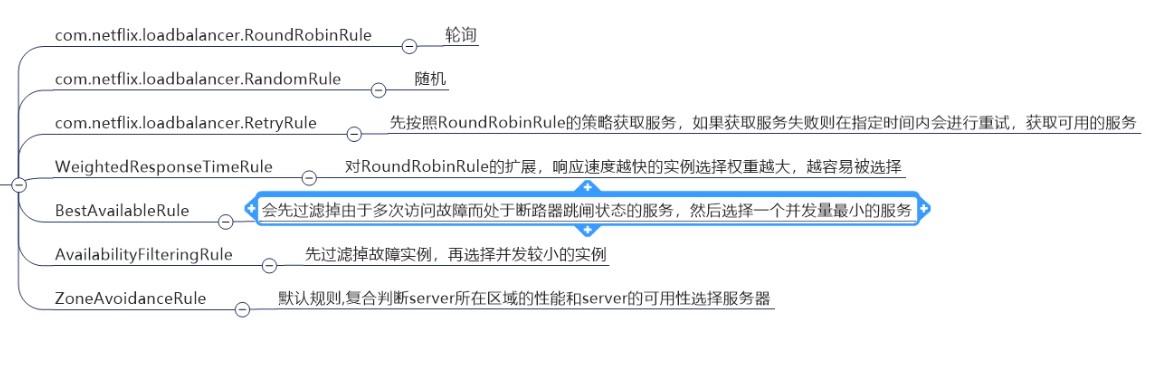 com.netflix.loadbalancer.RoundRobinRule 轮询
com.netflix.loadbalancer.RandomRule 随机
com.netflix.loadbalancer.RetryRule 先按照RoundRobinRule的策略获取服务，如果获取服务失败则在指定时间内会进行重试，获取可用的服务
WeightedResponseTimeRule 对RoundRobinRule的扩展，响应速度越快的实例选择权重越大，越容易被选择
BestAvailableRule 会先过滤掉由于多次访问故障而处于断路器跳闸状态的服务，然后选择一个并发量最小的服务
AvailabilityFilteringRule 先过滤掉故障实例，再选择并发较小的实例
ZoneAvoidanceRule 默认规则,复合判断server所在区域的性能和server的可用性选择服务器